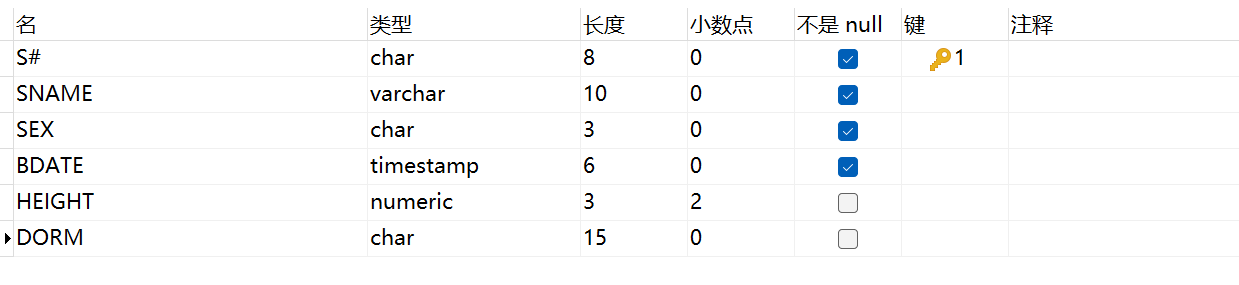 名 类型 长度 小数点 不是 null 键 注释
S# char 8 0 1
SNAME varchar 10 0
SEX char 3 0
BDATE timestamp 6 0
HEIGHT numeric 3 2
DORM char 15 0